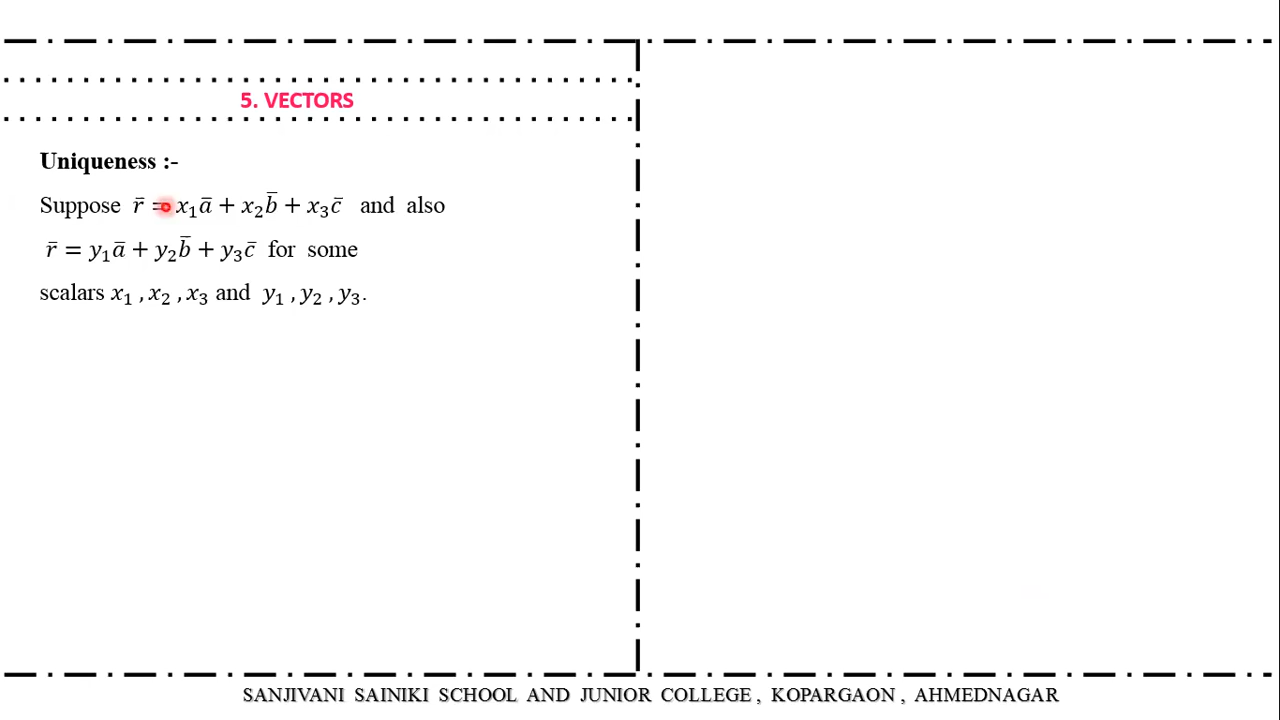 5. VECTORS
Uniqueness :-
Suppose r̄ = x₁ā + x₂b̄ + x₃c̄ and also
r̄ = y₁ā + y₂b̄ + y₃c̄ for some
scalars x₁ , x₂ , x₃ and y₁ , y₂ , y₃.
SANJIVANI SAINIKI SCHOOL AND JUNIOR COLLEGE , KOPARGAON , AHMEDNAGAR